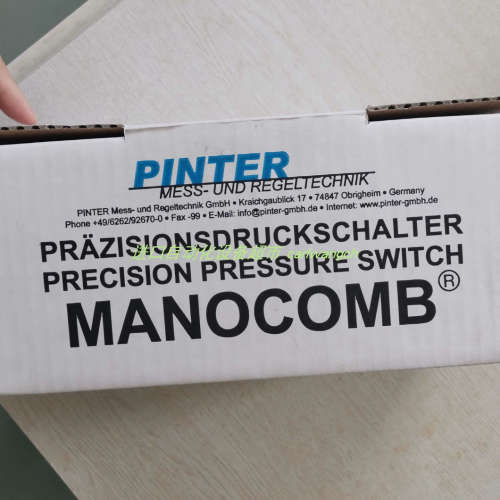 PINTER
MESS- UND REGELTECHNIK
PINTER Mess- und Regeltechnik GmbH • Kraichgaublick 17 • 74847 Obrigheim • Germany
Phone +49/6262/92670-0 • Fax -99 • E-Mail: info@pinter-gmbh.de • Internet: www.pinter-gmbh.de
PRÄZISIONSDRUCKSCHALTER
PRECISION PRESSURE SWITCH
MANOCOMB®